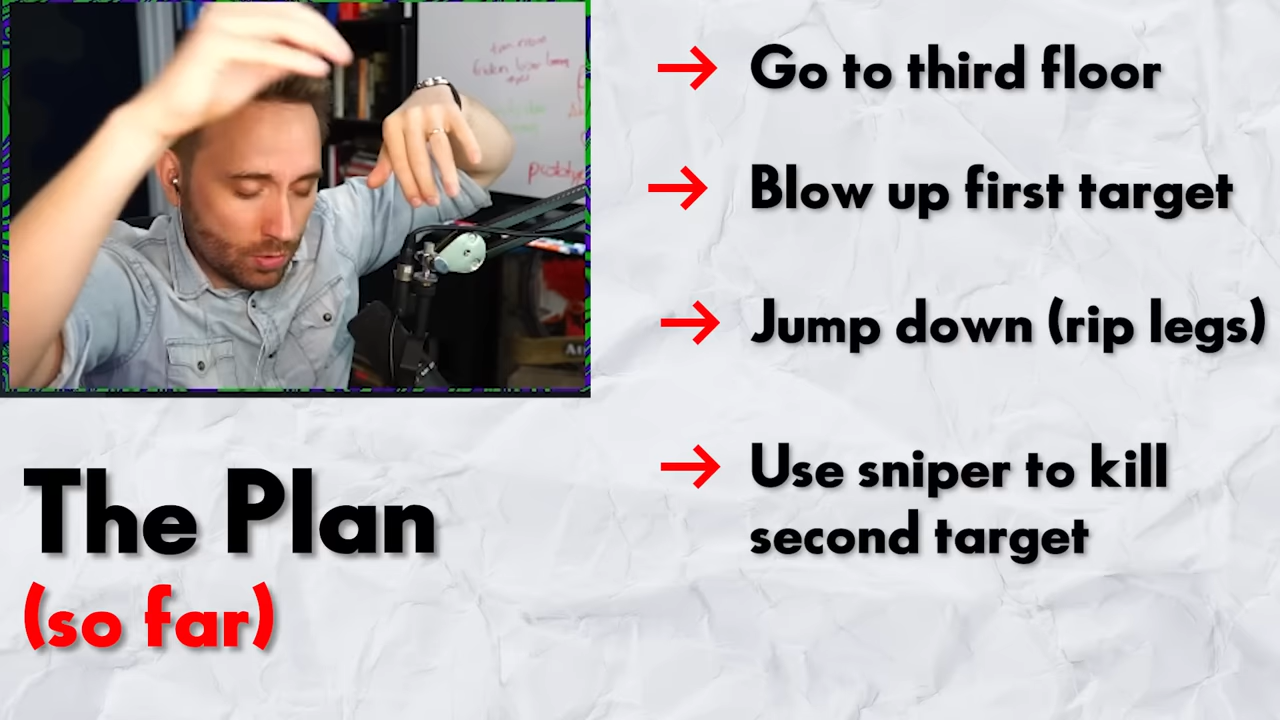 The Plan
(so far)
Go to third floor
Blow up first target
Jump down (rip legs)
Use sniper to kill
second target